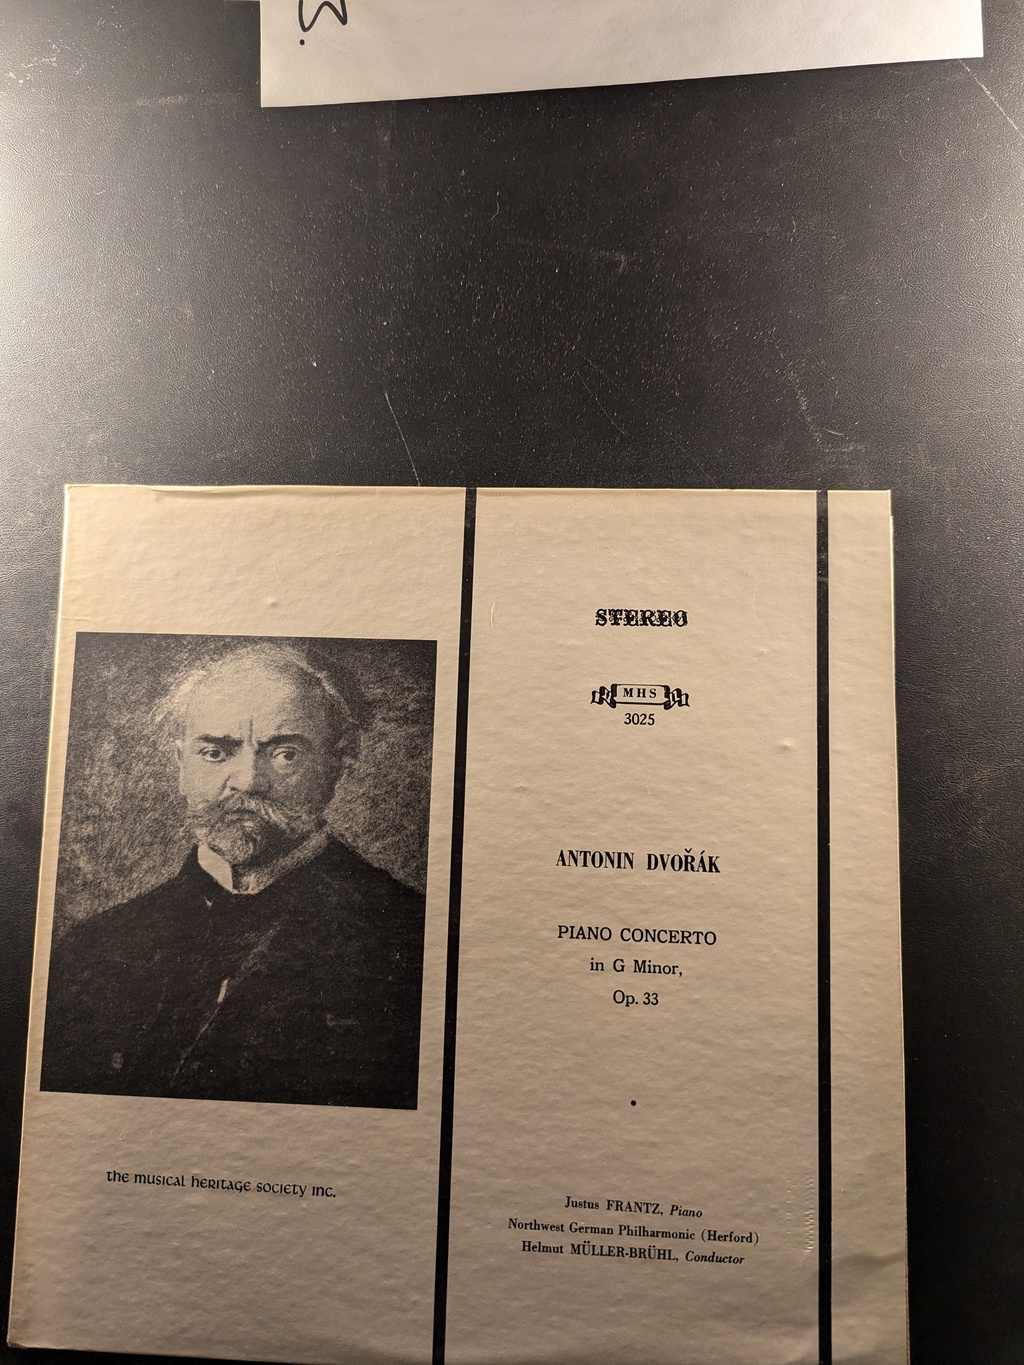 3.
STEREO
MHS
3025
ANTONIN DVOŘÁK
PIANO CONCERTO
in G Minor,
Op. 33
the musical heritage society inc.
Justus FRANTZ, Piano
Northwest German Philharmonic (Herford)
Helmut MÜLLER-BRÜHL, Conductor